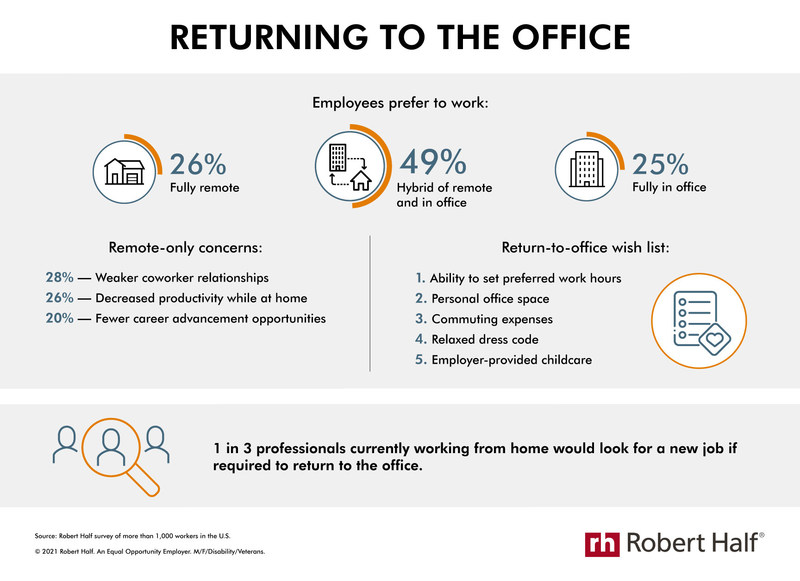 RETURNING TO THE OFFICE
Employees prefer to work:
26%
Fully remote
49%
Hybrid of remote
and in office
25%
Fully in office
Remote-only concerns:
28% — Weaker coworker relationships
26% — Decreased productivity while at home
20% — Fewer career advancement opportunities
Return-to-office wish list:
1. Ability to set preferred work hours
2. Personal office space
3. Commuting expenses
4. Relaxed dress code
5. Employer-provided childcare
1 in 3 professionals currently working from home would look for a new job if
required to return to the office.
Source: Robert Half survey of more than 1,000 workers in the U.S.
© 2021 Robert Half. An Equal Opportunity Employer. M/F/Disability/Veterans.
rh Robert Half®